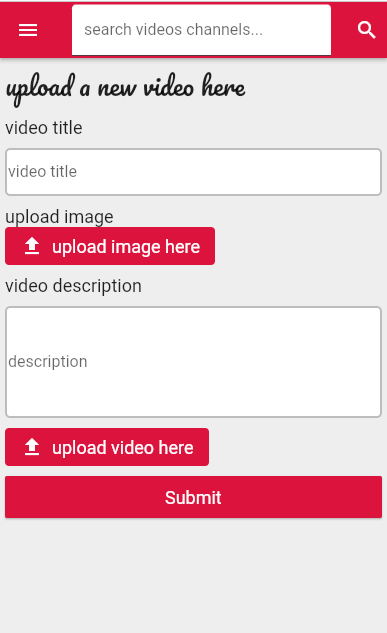 search videos channels...
upload a new video here
video title
video title
upload image
upload image here
video description
description
upload video here
Submit